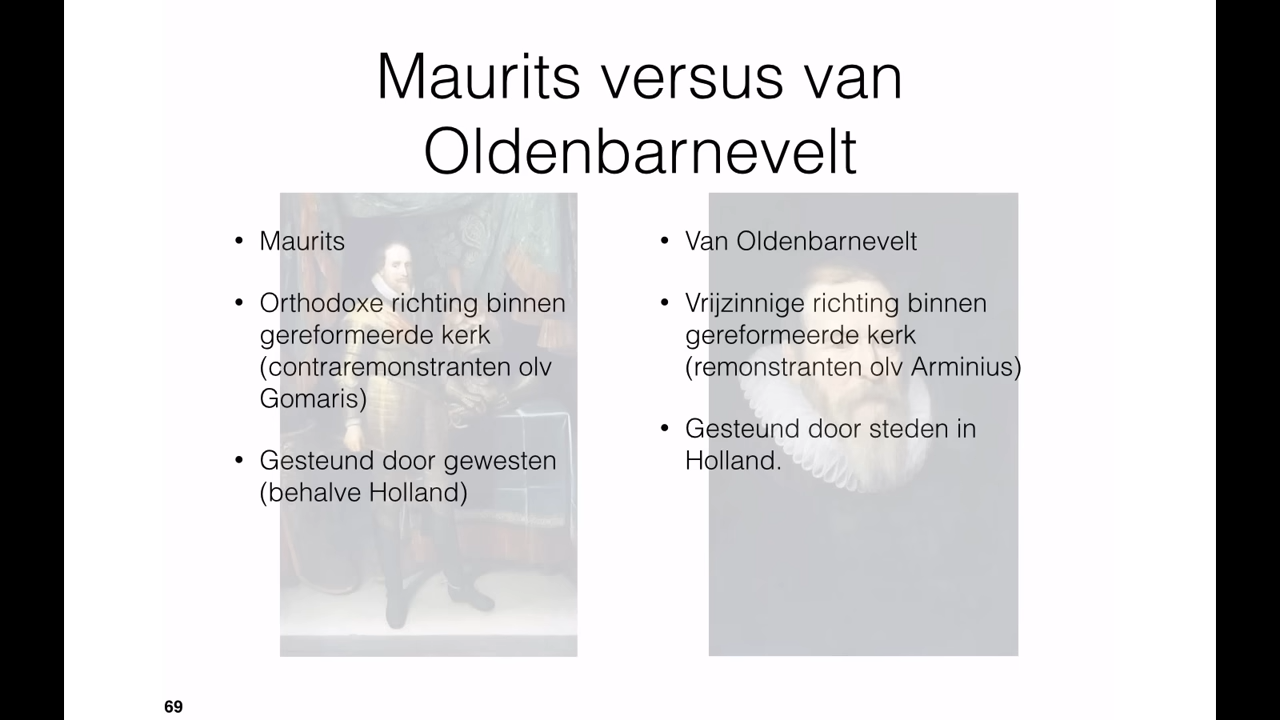 Maurits versus van
Oldenbarnevelt
• Maurits
• Orthodoxe richting binnen
gereformeerde kerk
(contraremonstranten olv
Gomaris)
• Gesteund door gewesten
(behalve Holland)
• Van Oldenbarnevelt
• Vrijzinnige richting binnen
gereformeerde kerk
(remonstranten olv Arminius)
• Gesteund door steden in
Holland.
69